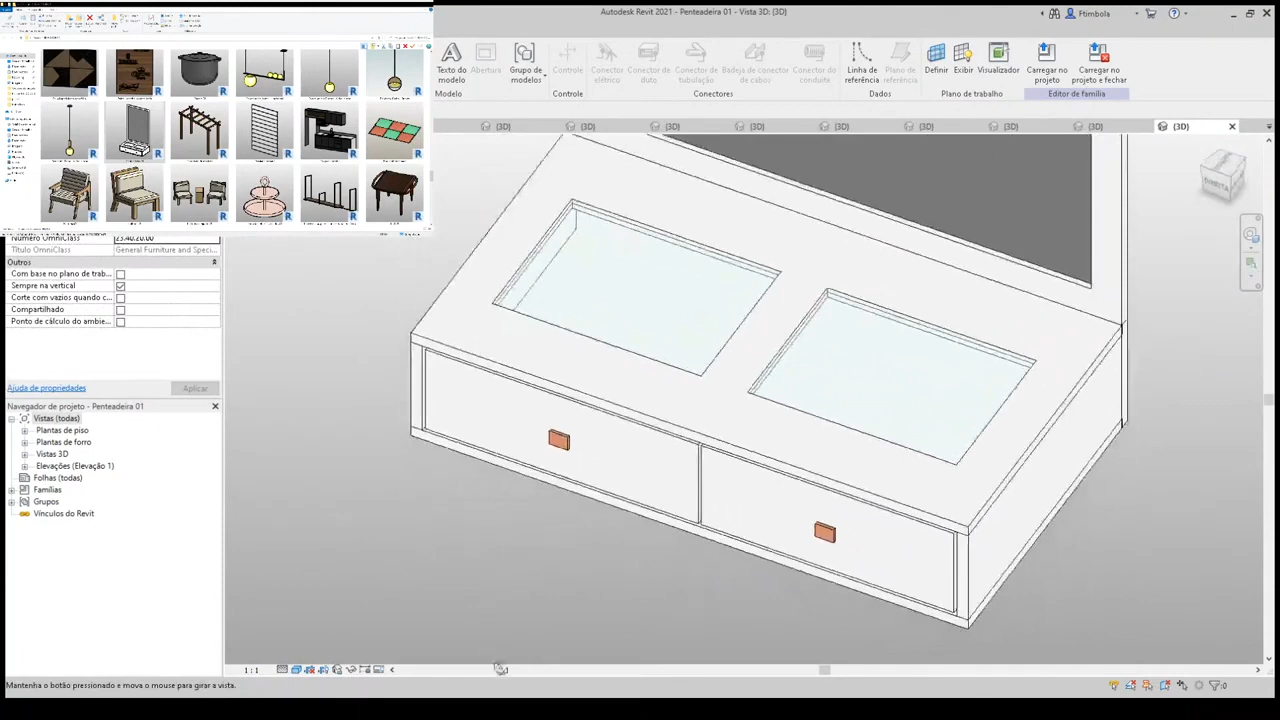 Autodesk Revit 2021 - Penteadeira 01 - Vista 3D: {3D}
Ftimbola
Texto do modelo
Abertura
Grupo de modelos
Controle
Conector elétrico
Conector de duto
Conector de tubulação
Badeja de conector de cabo
Conector do conduite
Linha de referência
Plano de referência
Definir
Exibir
Visualizador
Carregar no projeto
Carregar no projeto e fechar
Modelo
Controle
Conectores
Dados
Plano de trabalho
Editor de família
{3D}
{3D}
{3D}
{3D}
{3D}
{3D}
{3D}
{3D}
{3D}
DIREITA
Número OmniClass
23.40.20.00
Título OmniClass
General Furniture and Speci...
Outros
Com base no plano de trab...
Sempre na vertical
Corte com vazios quando c...
Compartilhado
Ponto de cálculo do ambie...
Ajuda de propriedades
Aplicar
Navegador de projeto - Penteadeira 01
Vistas (todas)
Plantas de piso
Plantas de forro
Vistas 3D
Elevações (Elevação 1)
Folhas (todas)
Famílias
Grupos
Vínculos do Revit
1 : 1
Mantenha o botão pressionado e mova o mouse para girar a vista.
:0